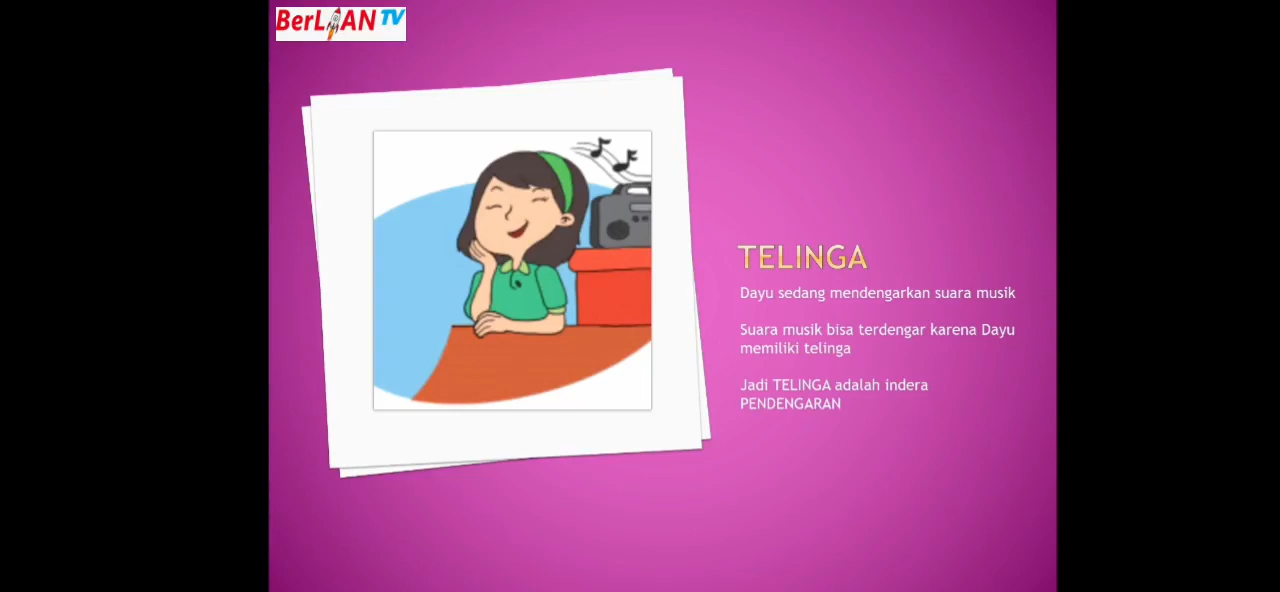 BerLIAN TV
TELINGA
Dayu sedang mendengarkan suara musik
Suara musik bisa terdengar karena Dayu
memiliki telinga
Jadi TELINGA adalah indera
PENDENGARAN